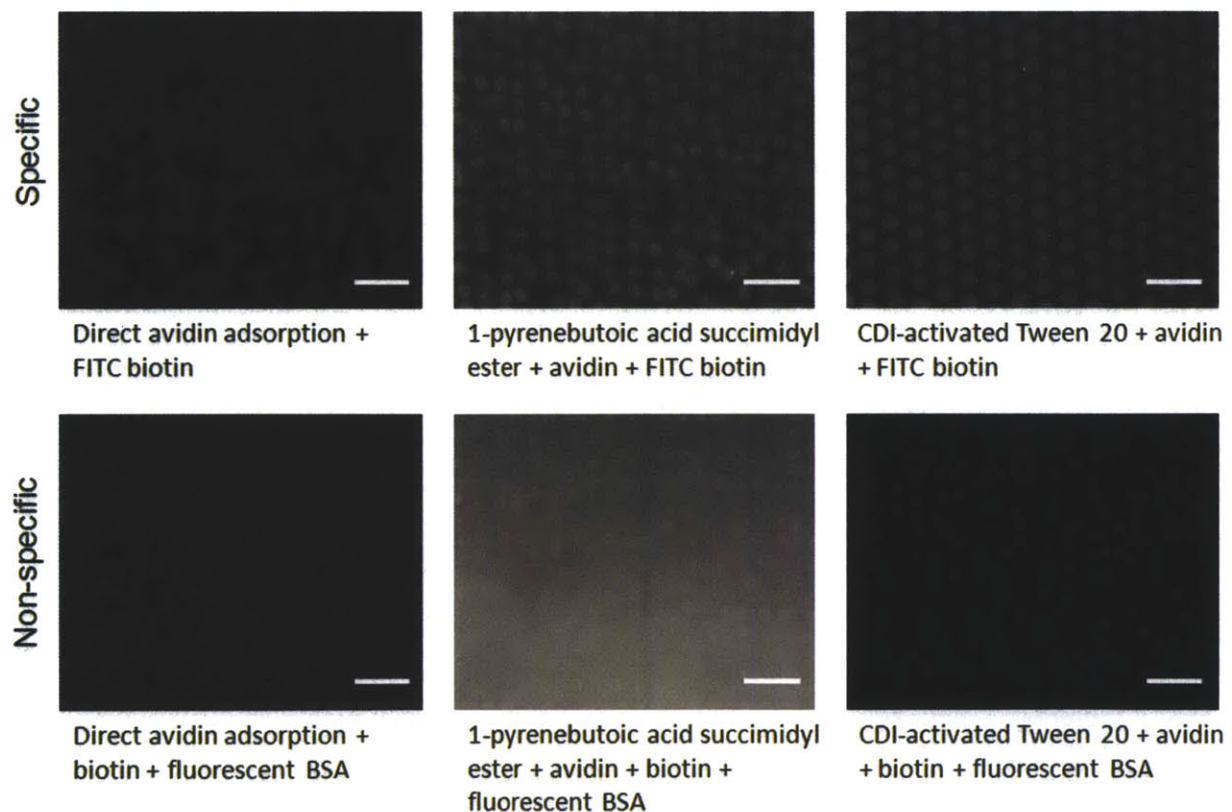 Specific
Direct avidin adsorption +
FITC biotin
1-pyrenebutoic acid succimidyl
ester + avidin + FITC biotin
CDI-activated Tween 20 + avidin
+ FITC biotin
Non-specific
Direct avidin adsorption +
biotin + fluorescent BSA
1-pyrenebutoic acid succimidyl
ester + avidin + biotin +
fluorescent BSA
CDI-activated Tween 20 + avidin
+ biotin + fluorescent BSA